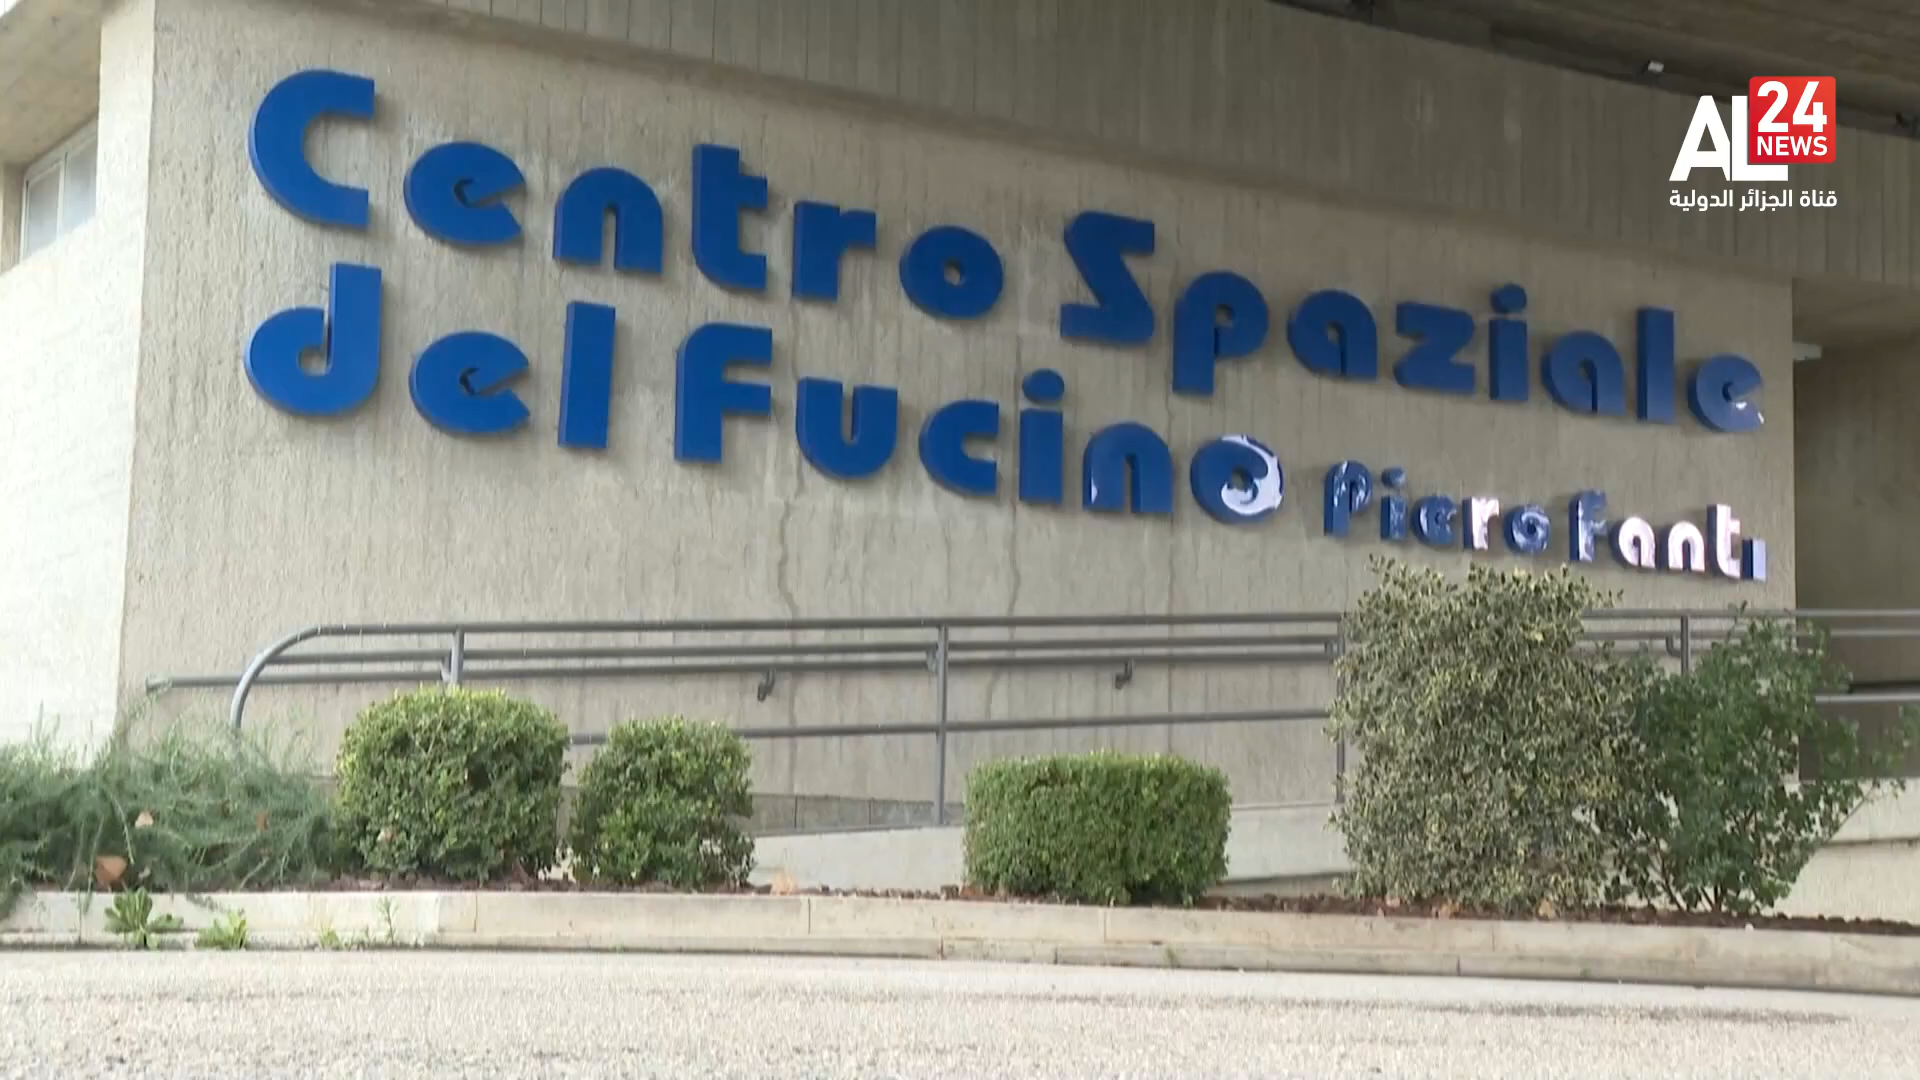 Centro Spaziale
del Fucino Piero Fanti
AL 24
NEWS
قناة الجزائر الدولية